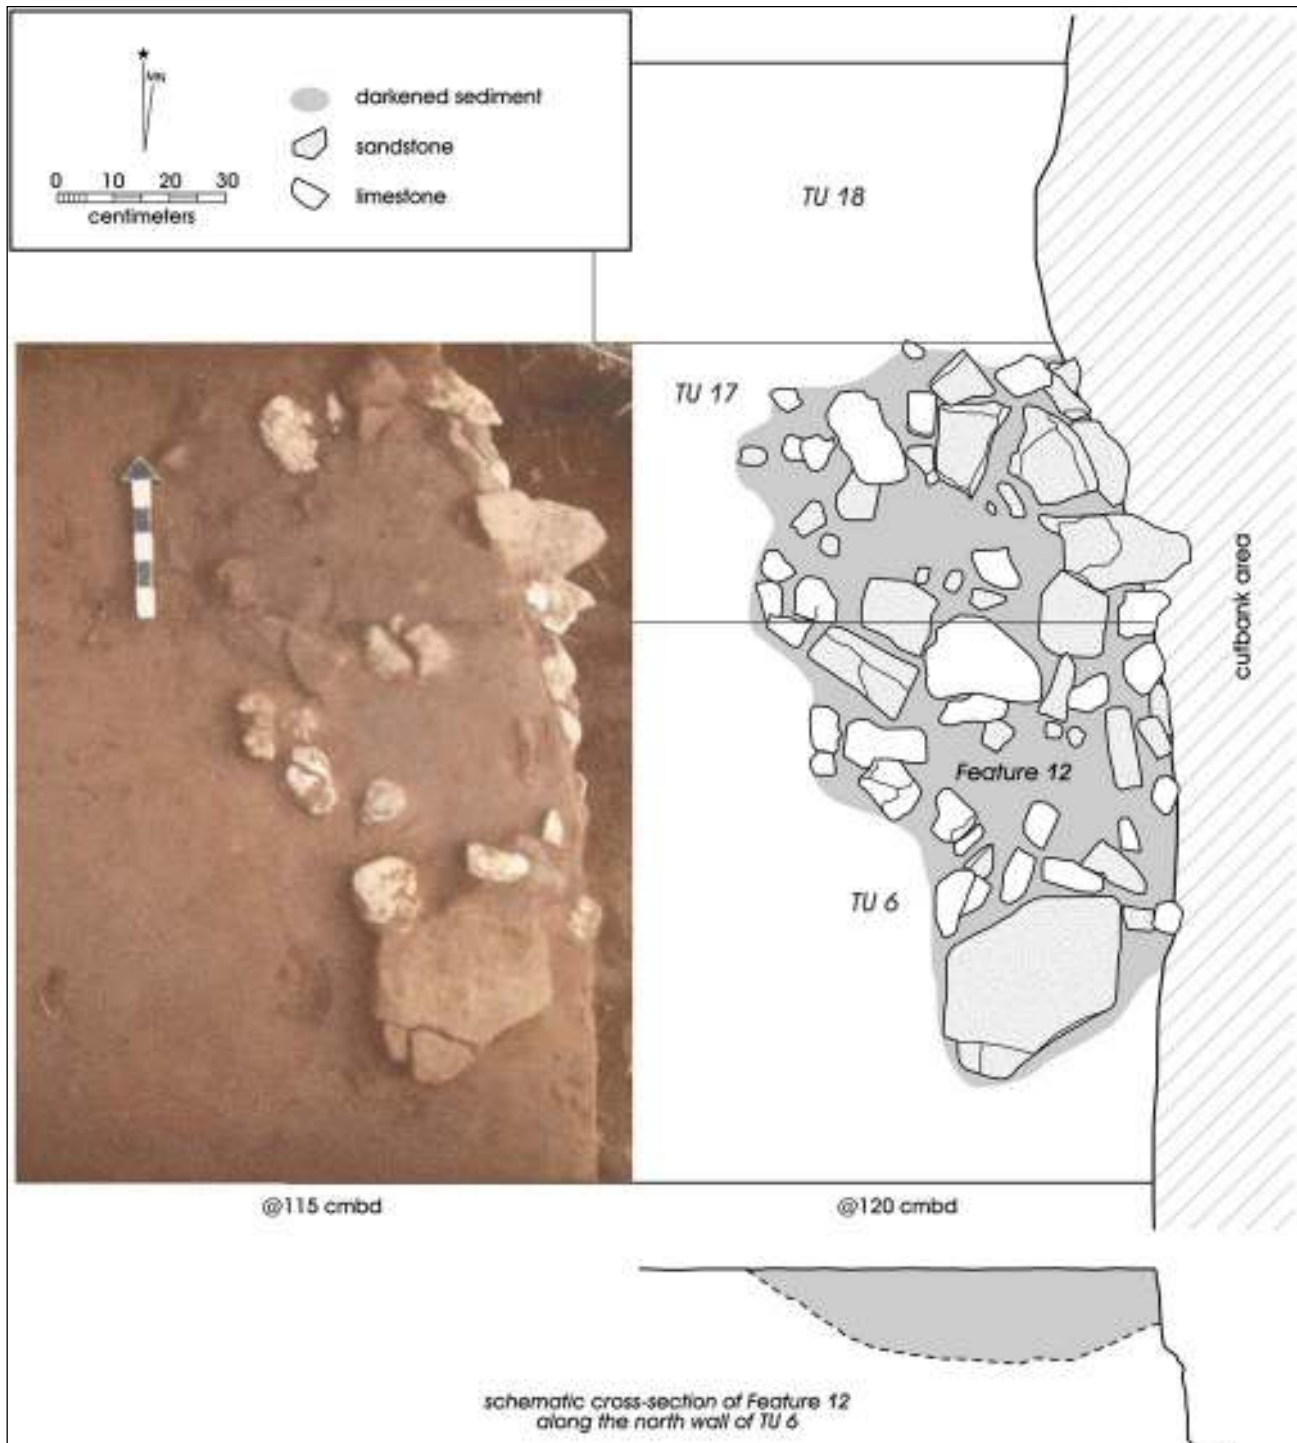 MN
darkened sediment
sandstone
limestone
0 10 20 30
centimeters
TU 18
TU 17
cutbank area
Feature 12
TU 6
@115 cmbd
@120 cmbd
schematic cross-section of Feature 12
along the north wall of TU 6